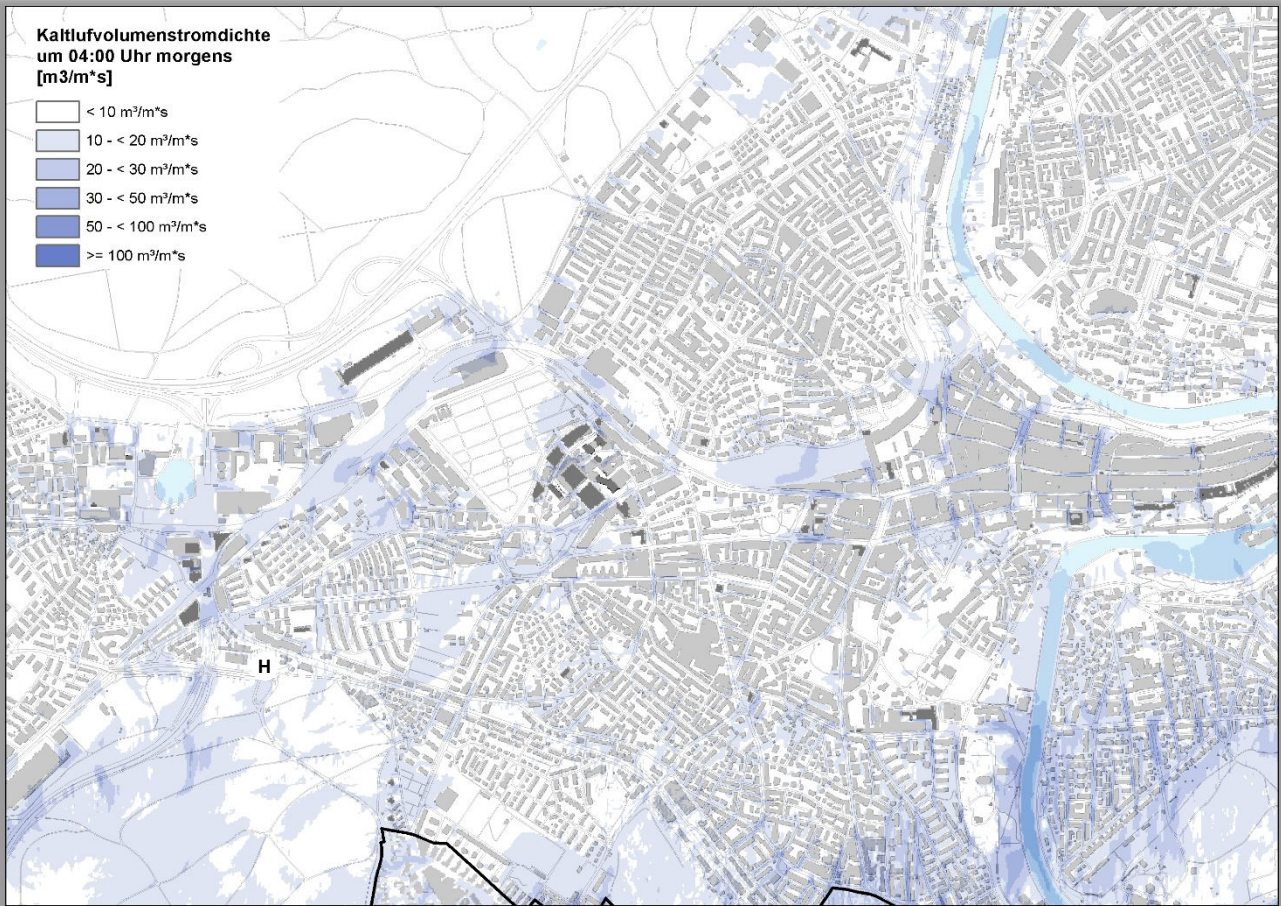 Kaltlufvolumenstromdichte
um 04:00 Uhr morgens
[m3/m*s]
< 10 m³/m*s
10 - < 20 m³/m*s
20 - < 30 m³/m*s
30 - < 50 m³/m*s
50 - < 100 m³/m*s
>= 100 m³/m*s
H